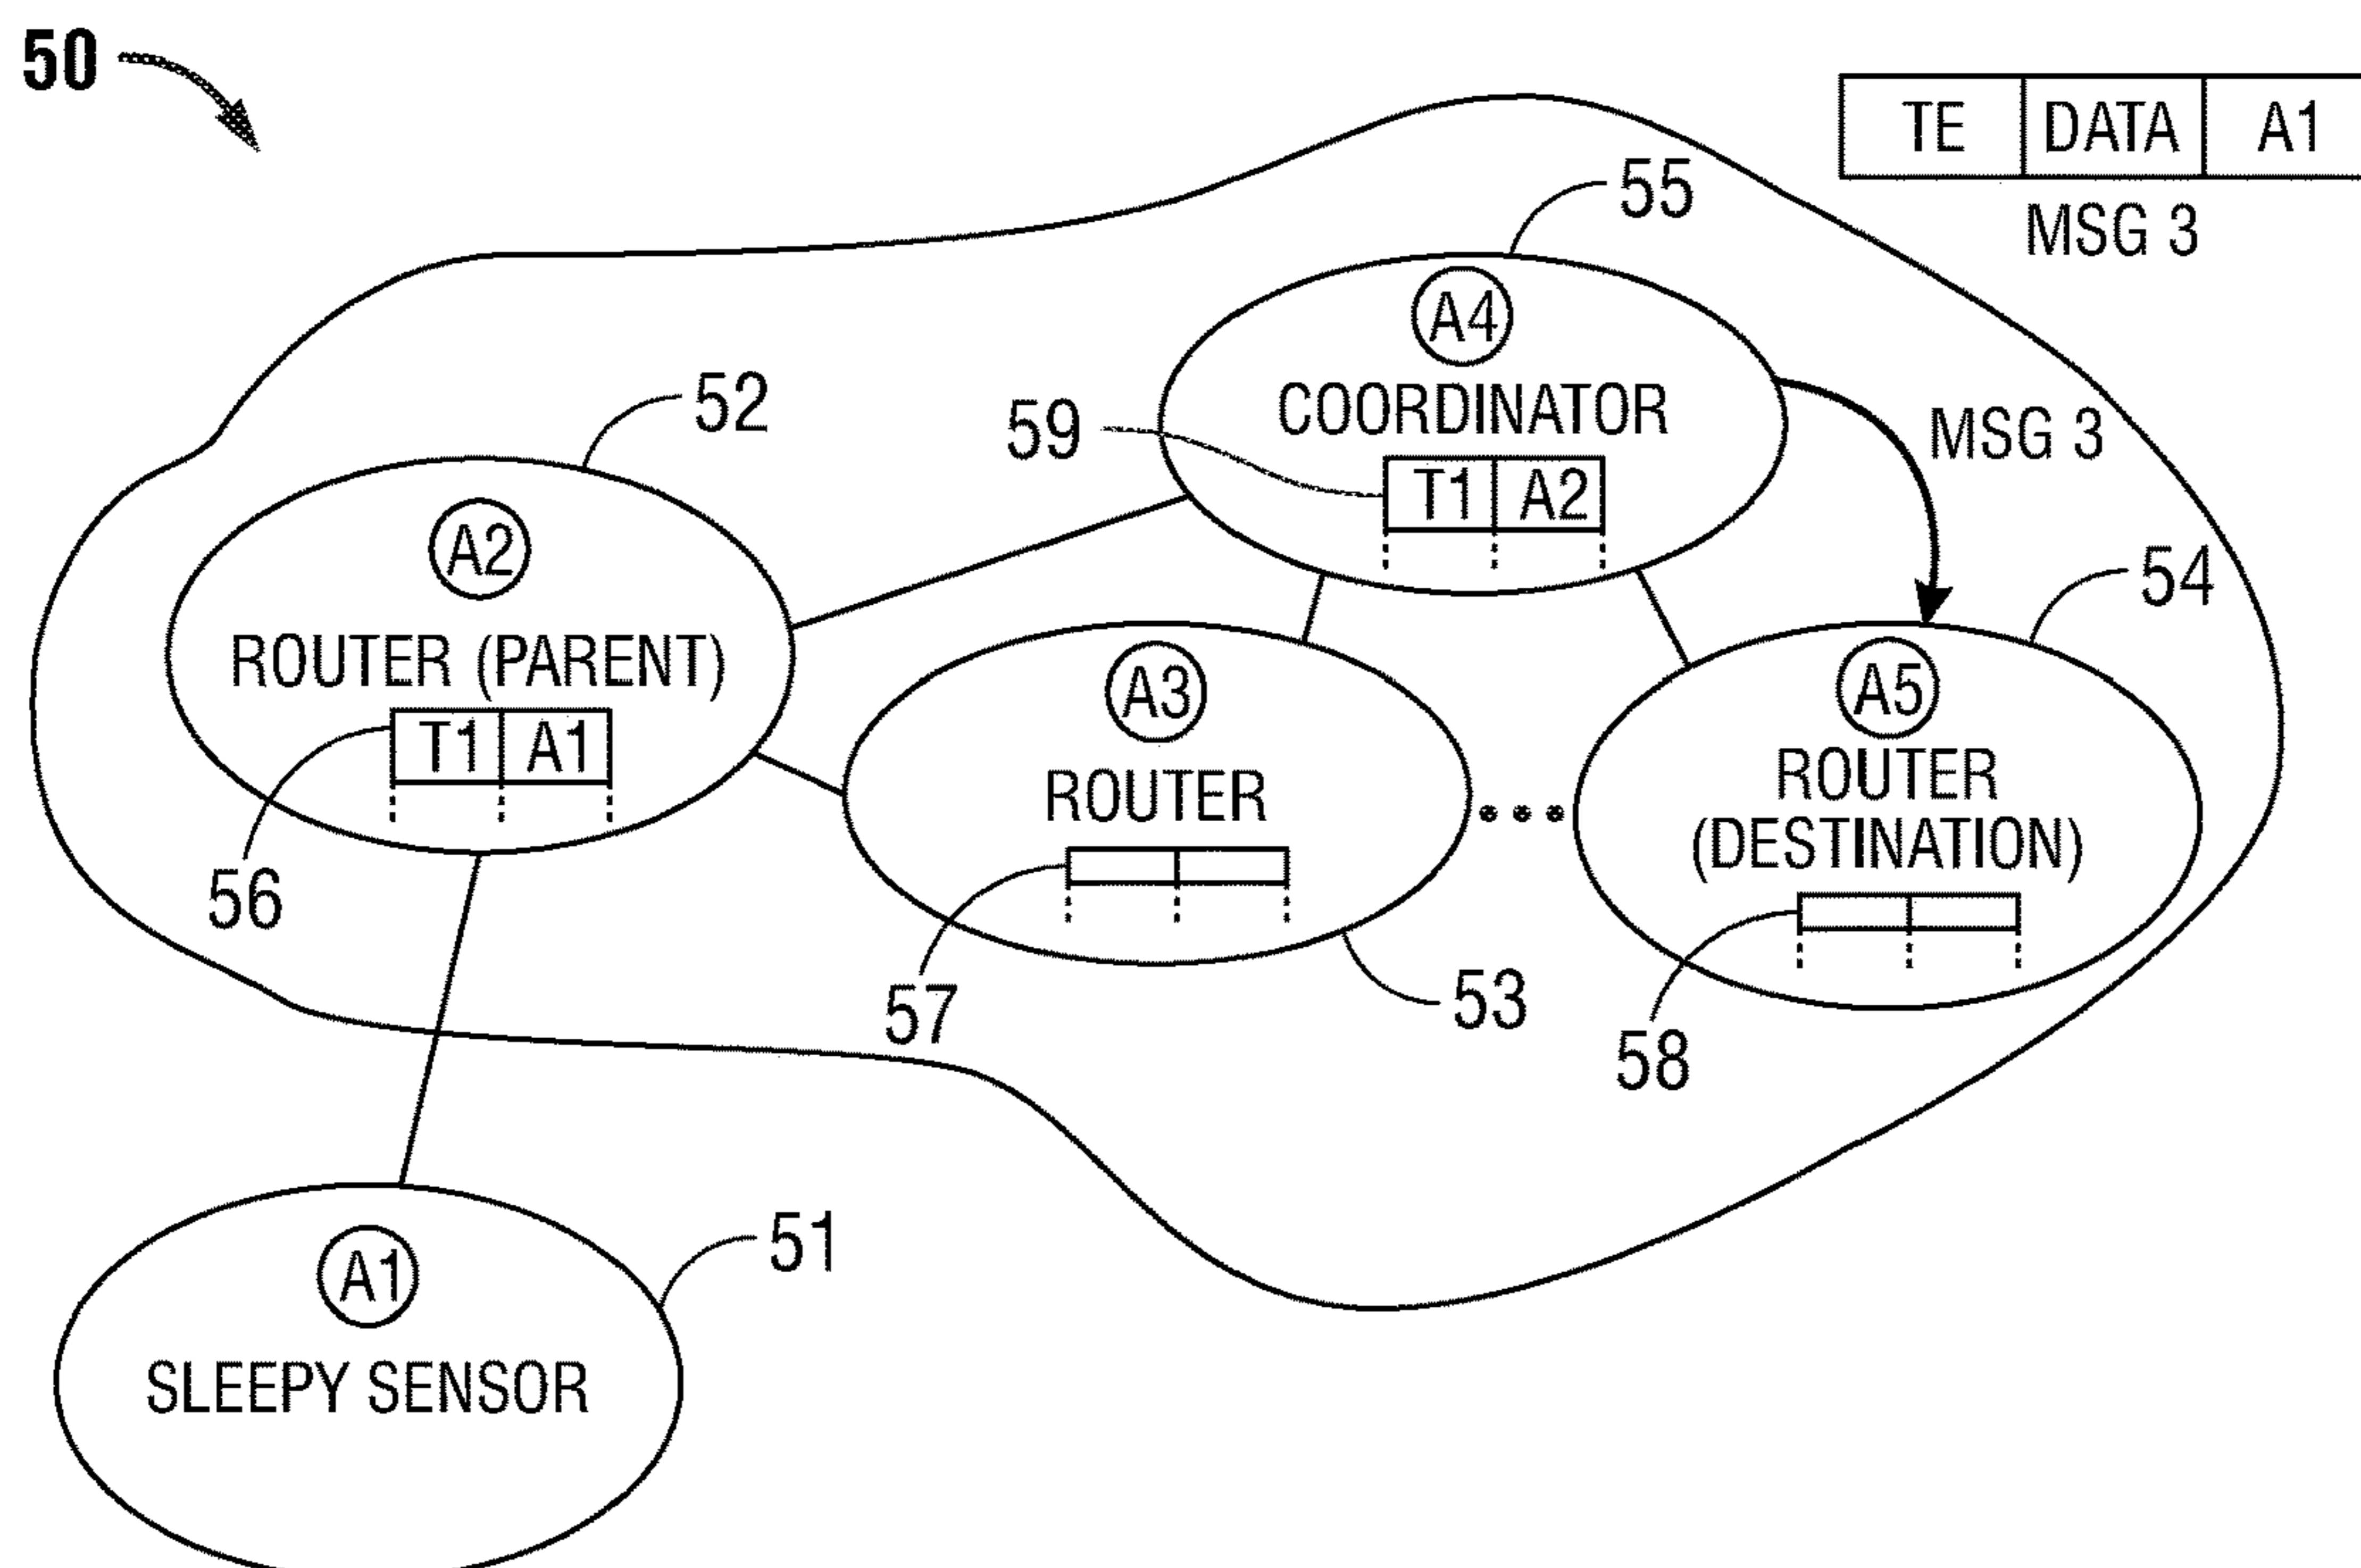 50
TE DATA A1
MSG 3
55
A4
COORDINATOR
59
T1 A2
MSG 3
52
A2
ROUTER (PARENT)
T1 A1
56
A3
ROUTER
57
53
54
A5
ROUTER
(DESTINATION)
58
51
A1
SLEEPY SENSOR